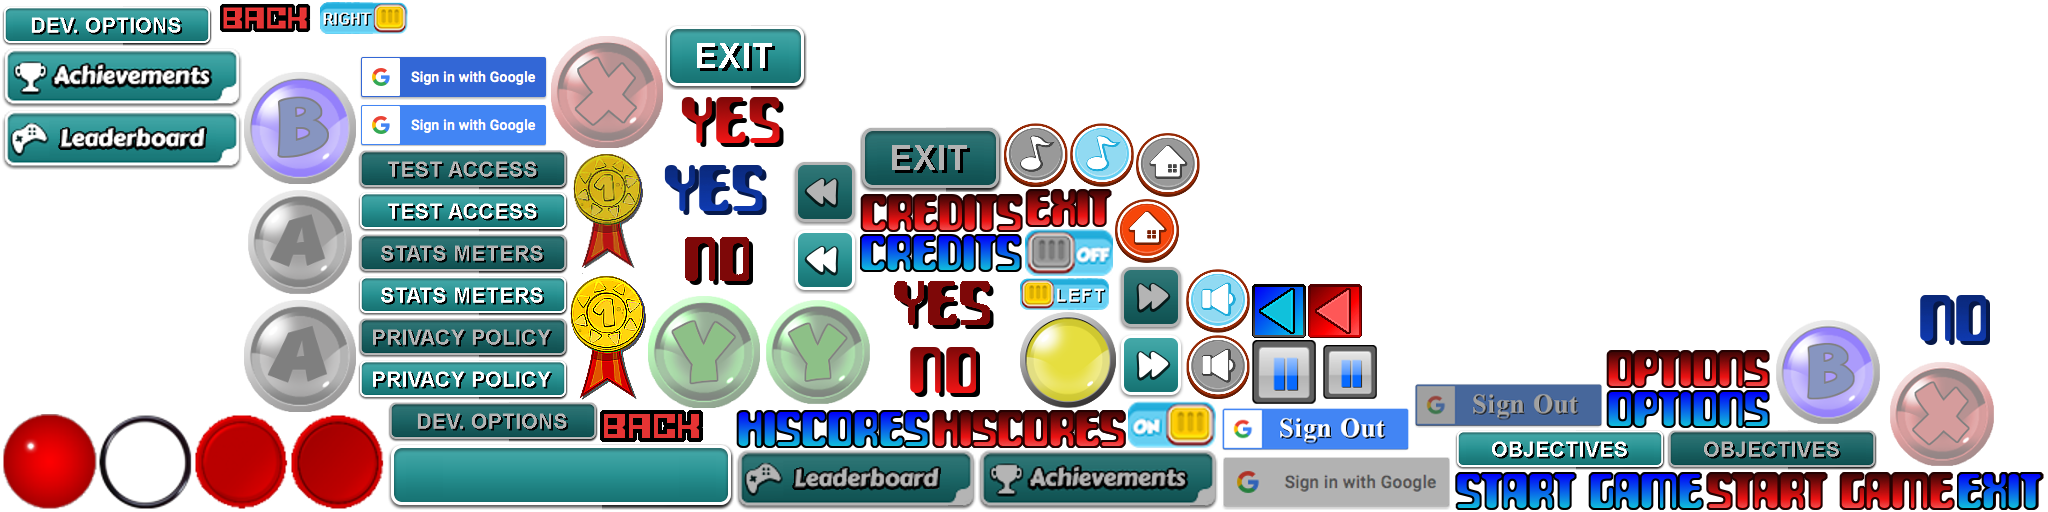 DEV. OPTIONS
BACK
RIGHT
Achievements
Leaderboard
B
A
A
Sign in with Google
Sign in with Google
TEST ACCESS
TEST ACCESS
STATS METERS
STATS METERS
PRIVACY POLICY
PRIVACY POLICY
X
1
1
EXIT
YES
YES
NO
Y
Y
EXIT
CREDITS
EXIT
CREDITS
OFF
YES
LEFT
NO
DEV. OPTIONS
BACK
HISCORES
HISCORES
ON
Leaderboard
Achievements
Sign Out
Sign in with Google
Sign Out
OPTIONS
OPTIONS
B
NO
X
OBJECTIVES
OBJECTIVES
START GAME
START GAME
EXIT